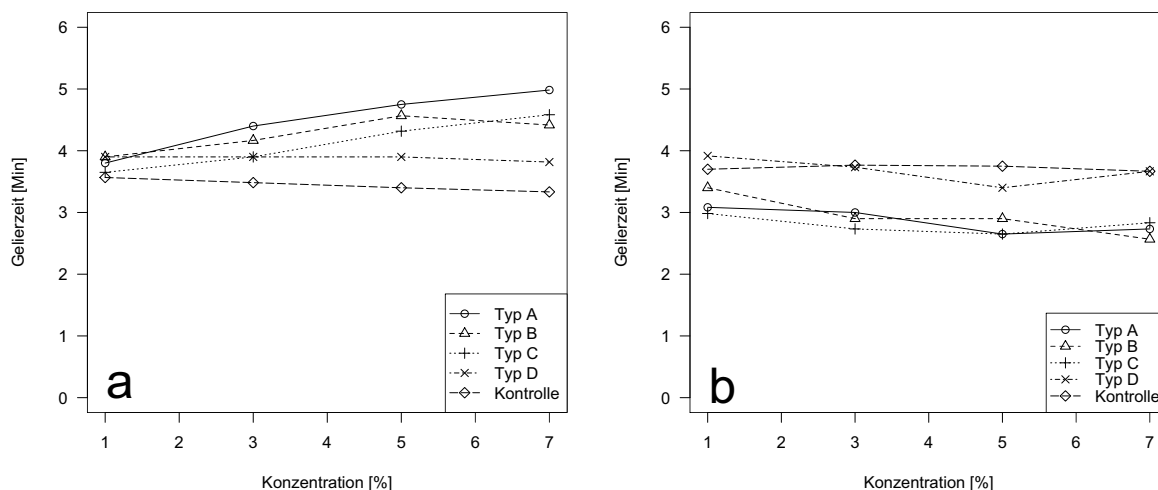 6
5
4
3
2
1
0
Gelierzeit [Min]
Typ A
Typ B
Typ C
Typ D
Kontrolle
a
1 2 3 4 5 6 7
Konzentration [%]
6
5
4
3
2
1
0
Gelierzeit [Min]
Typ A
Typ B
Typ C
Typ D
Kontrolle
b
1 2 3 4 5 6 7
Konzentration [%]